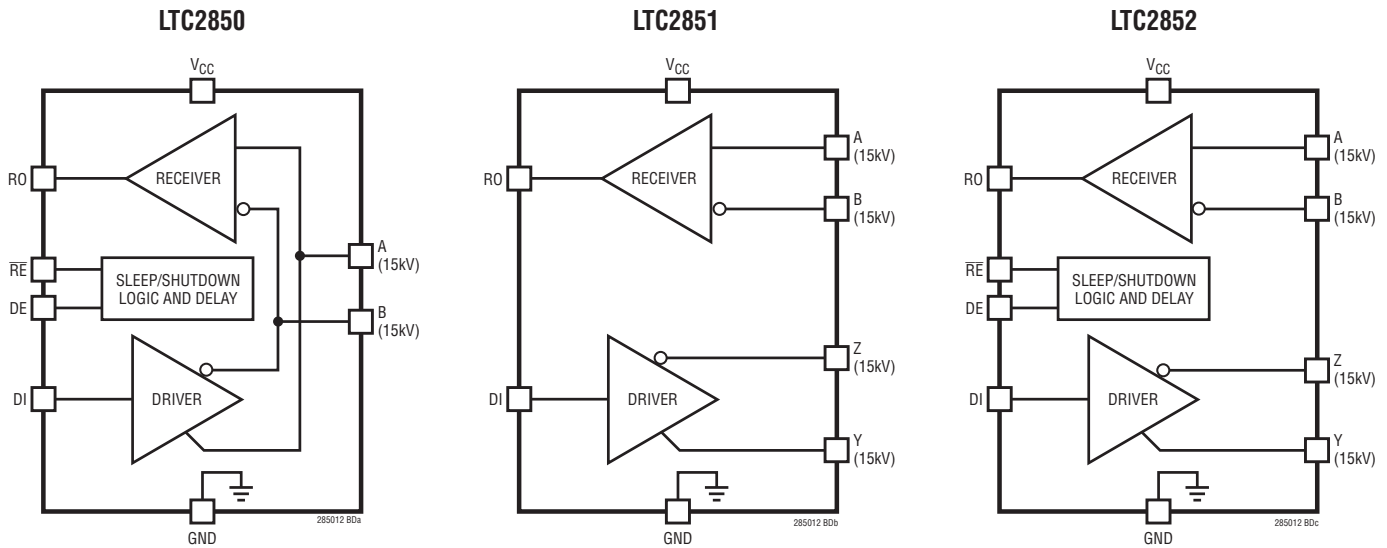 LTC2850
VCC
RO
RECEIVER
A
(15kV)
RE
DE
SLEEP/SHUTDOWN
LOGIC AND DELAY
B
(15kV)
DI
DRIVER
GND
285012 BDa
LTC2851
VCC
A
(15kV)
RO
RECEIVER
B
(15kV)
Z
(15kV)
DI
DRIVER
Y
(15kV)
GND
285012 BDb
LTC2852
VCC
A
(15kV)
RO
RECEIVER
B
(15kV)
RE
DE
SLEEP/SHUTDOWN
LOGIC AND DELAY
Z
(15kV)
DI
DRIVER
Y
(15kV)
GND
285012 BDc